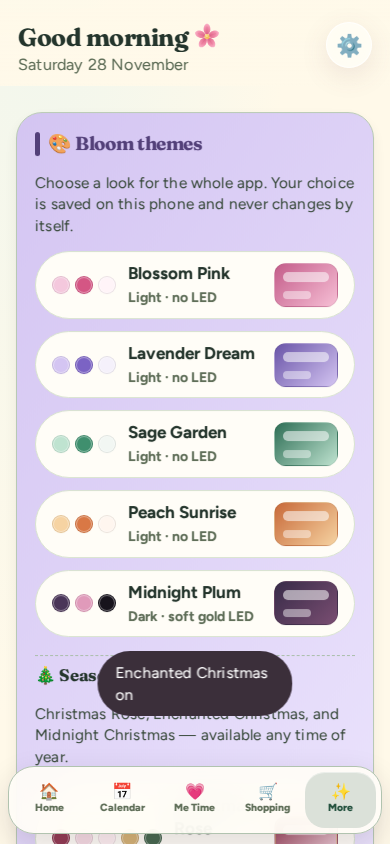 Good morning 🌸
Saturday 28 November
⚙️
🎨 Bloom themes
Choose a look for the whole app. Your choice
is saved on this phone and never changes by
itself.
Blossom Pink
Light · no LED
Lavender Dream
Light · no LED
Sage Garden
Light · no LED
Peach Sunrise
Light · no LED
Midnight Plum
Dark · soft gold LED
🎄 Seas
Enchanted Christmas
on
Christmas Rose, Enchanted Christmas, and
Midnight Christmas — available any time of
year.
Rose
Home
Calendar
Me Time
Shopping
More